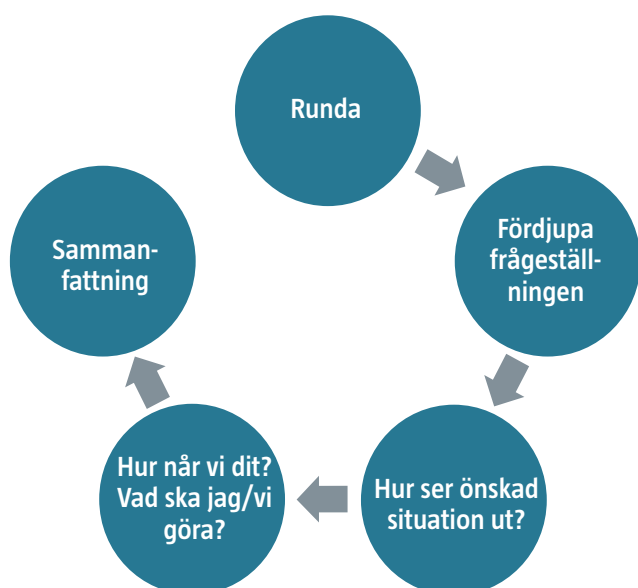 Runda
Fördjupa
frågeställ-
ningen
Hur ser önskad
situation ut?
Hur når vi dit?
Vad ska jag/vi
göra?
Samman-
fattning